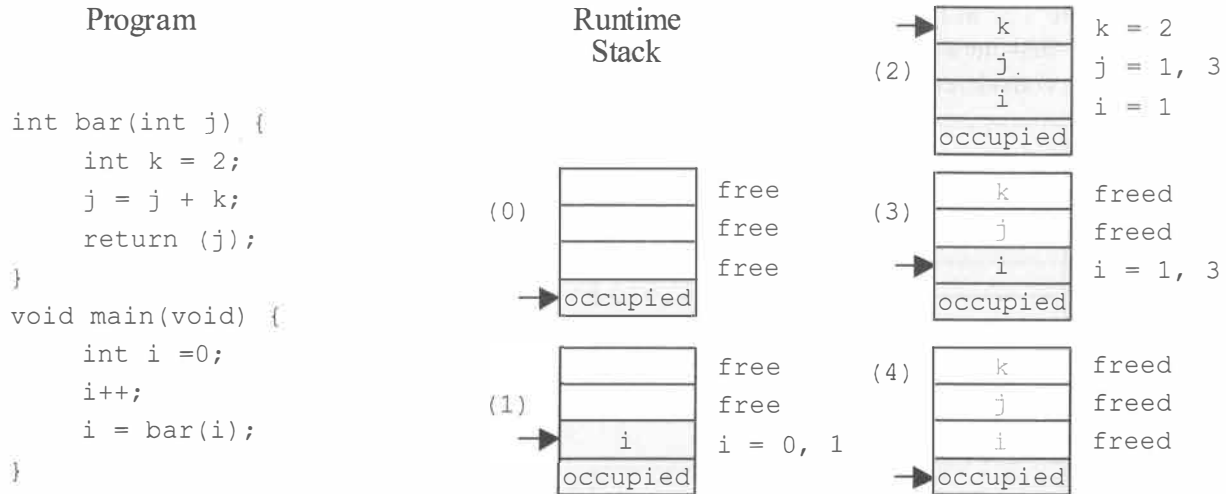 Program
int bar(int j) {
int k = 2;
j = j + k;
return (j);
}
void main(void) {
int i =0;
i++;
i = bar(i);
}
Runtime
Stack
(0)
free
free
free
occupied
(1)
free
free
i
i = 0, 1
occupied
(2)
k
k = 2
j
j = 1, 3
i
i = 1
occupied
(3)
k
freed
j
freed
i
i = 1, 3
occupied
(4)
k
freed
j
freed
i
freed
occupied